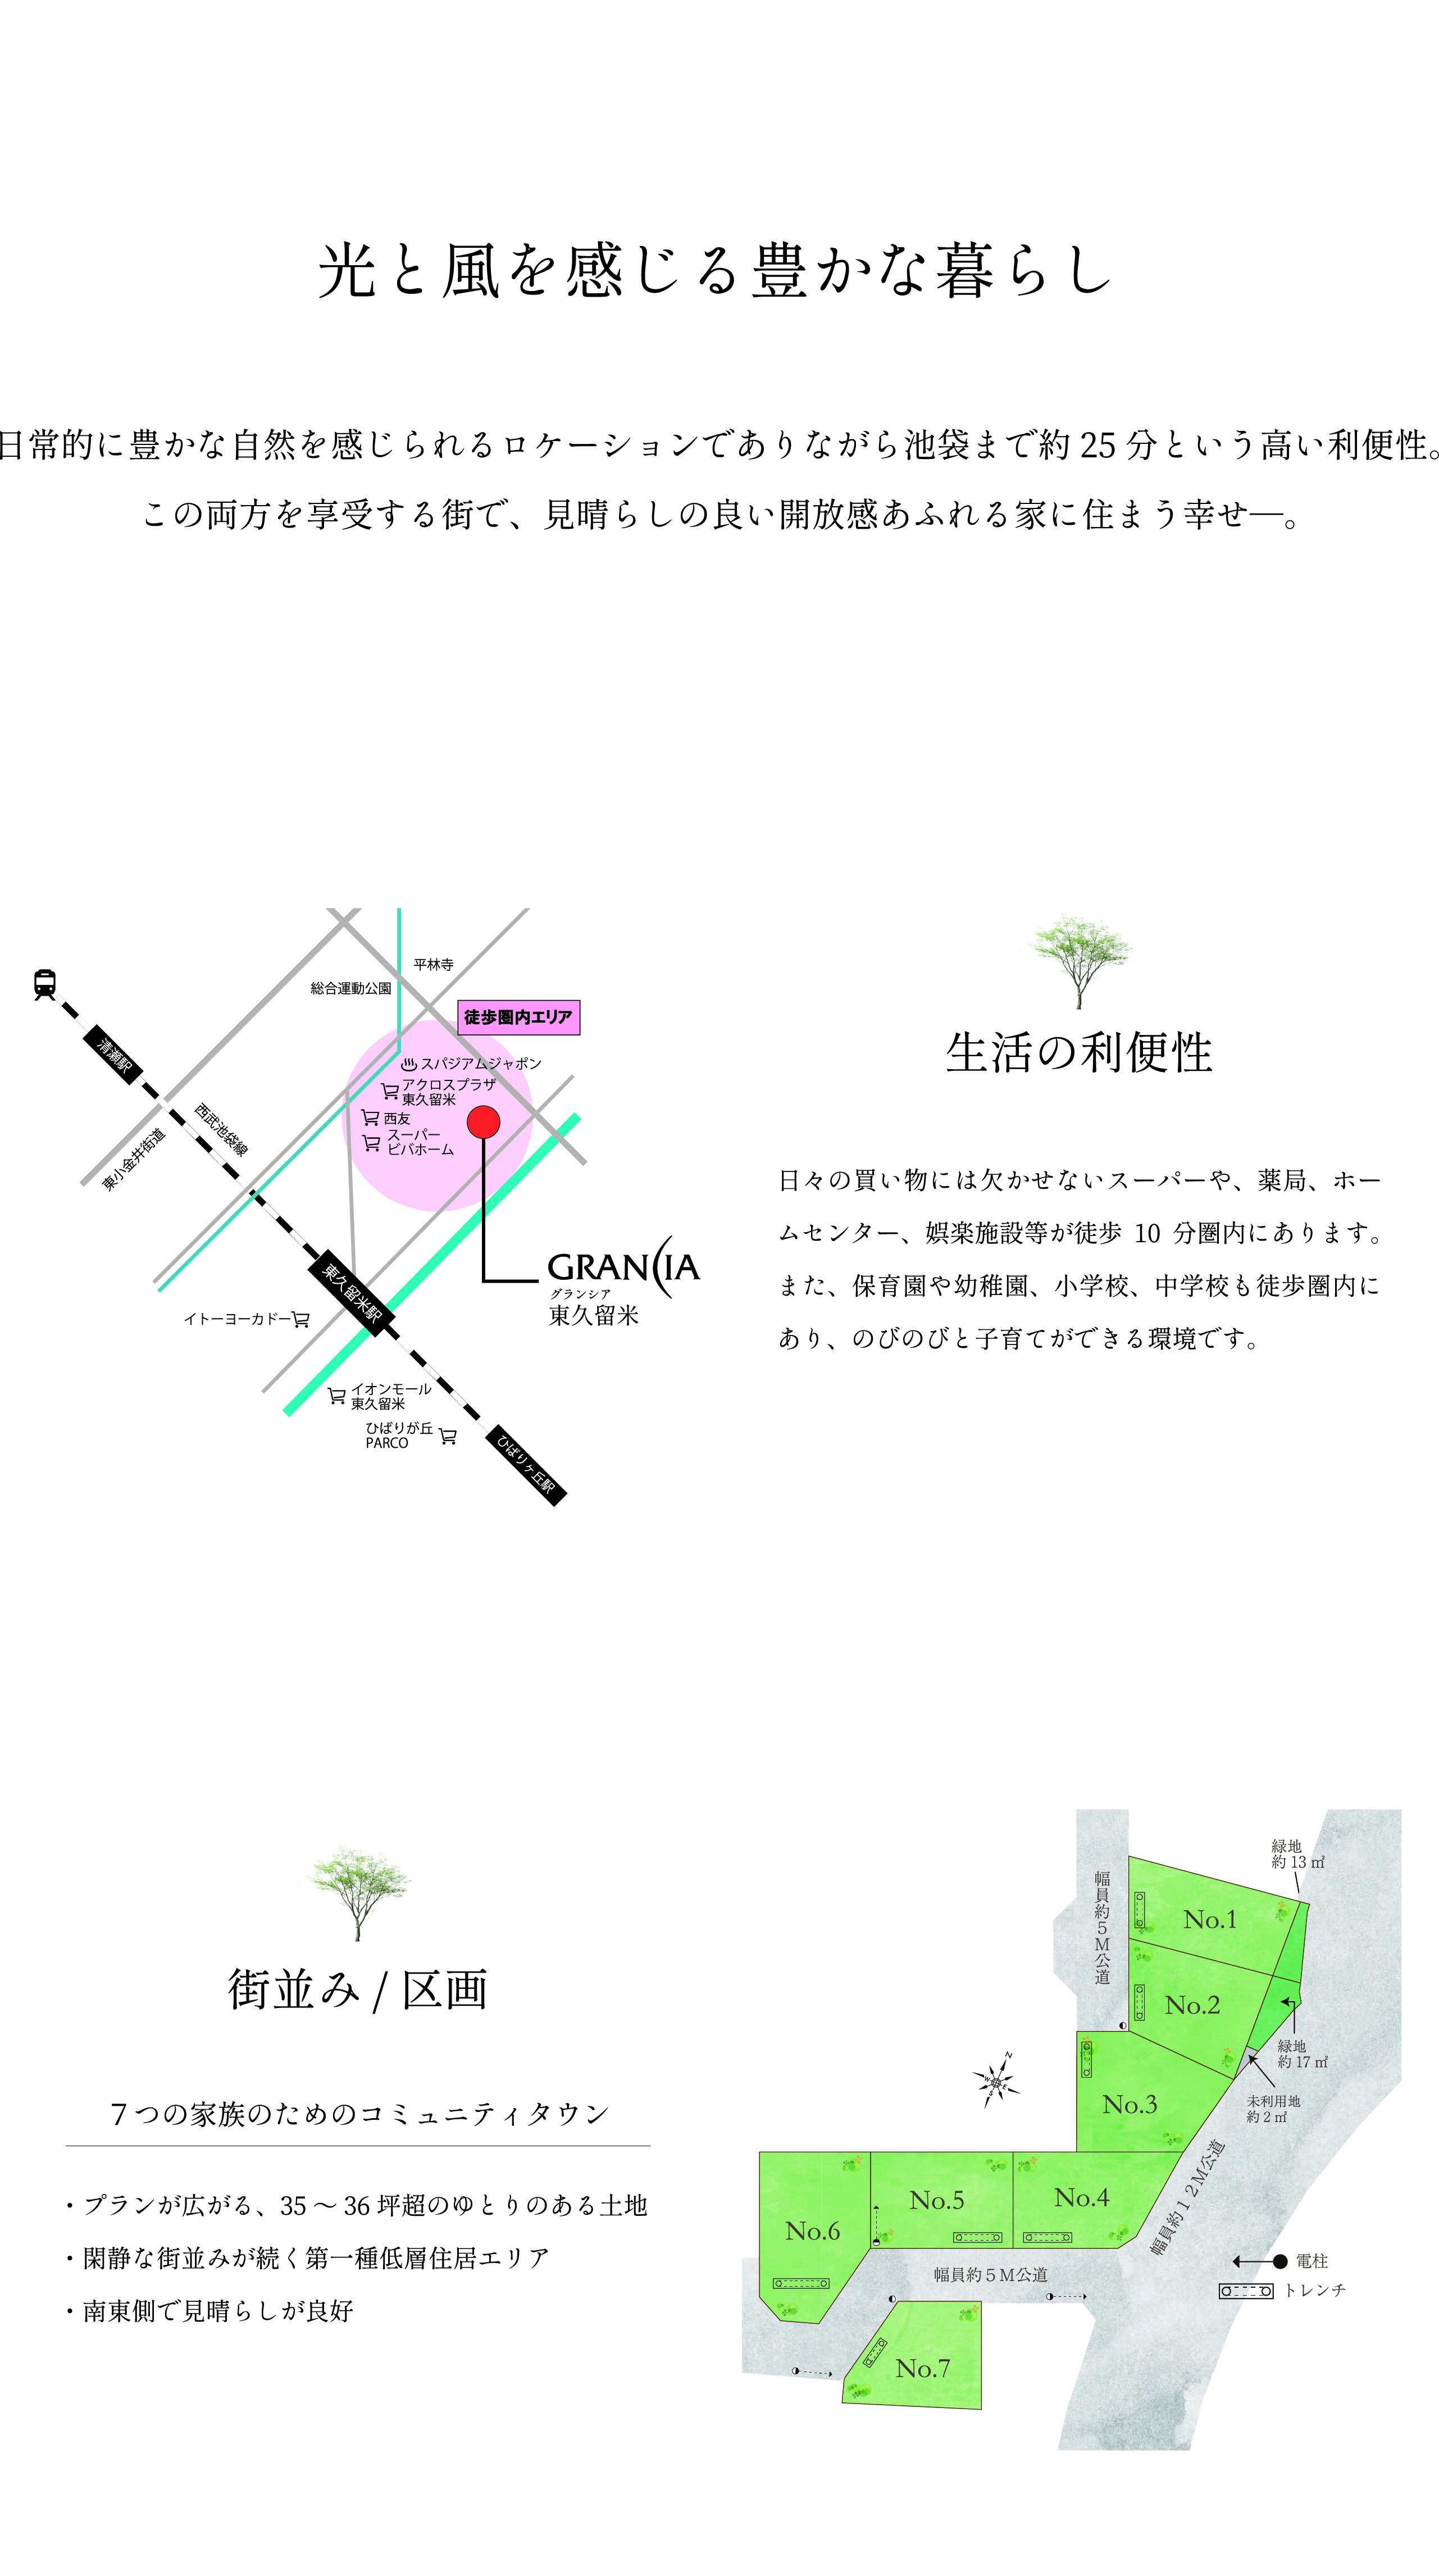 光と風を感じる豊かな暮らし
日常的に豊かな自然を感じられるロケーションでありながら池袋まで約 25 分という高い利便性。
この両方を享受する街で、見晴らしの良い開放感あふれる家に住まう幸せ―。
平林寺
総合運動公園
徒歩圏内エリア
清瀬駅
スパジアムジャポン
アクロスプラザ
東久留米
西友
スーパー
ビバホーム
西武池袋線
東小金井街道
GRANCIA
グランシア
東久留米
東久留米駅
イトーヨーカドー
イオンモール
東久留米
ひばりが丘
PARCO
ひばりヶ丘駅
生活の利便性
日々の買い物には欠かせないスーパーや、薬局、ホー
ムセンター、娯楽施設等が徒歩 10 分圏内にあります。
また、保育園や幼稚園、小学校、中学校も徒歩圏内に
あり、のびのびと子育てができる環境です。
街並み / 区画
７つの家族のためのコミュニティタウン
・プランが広がる、35 〜 36 坪超のゆとりのある土地
・閑静な街並みが続く第一種低層住居エリア
・南東側で見晴らしが良好
緑地
約 13 ㎡
幅員約５Ｍ公道
No.1
No.2
緑地
約 17 ㎡
未利用地
約 2 ㎡
N
W
E
S
No.3
幅員約１２Ｍ公道
No.4
No.5
No.6
幅員約５Ｍ公道
電柱
トレンチ
No.7